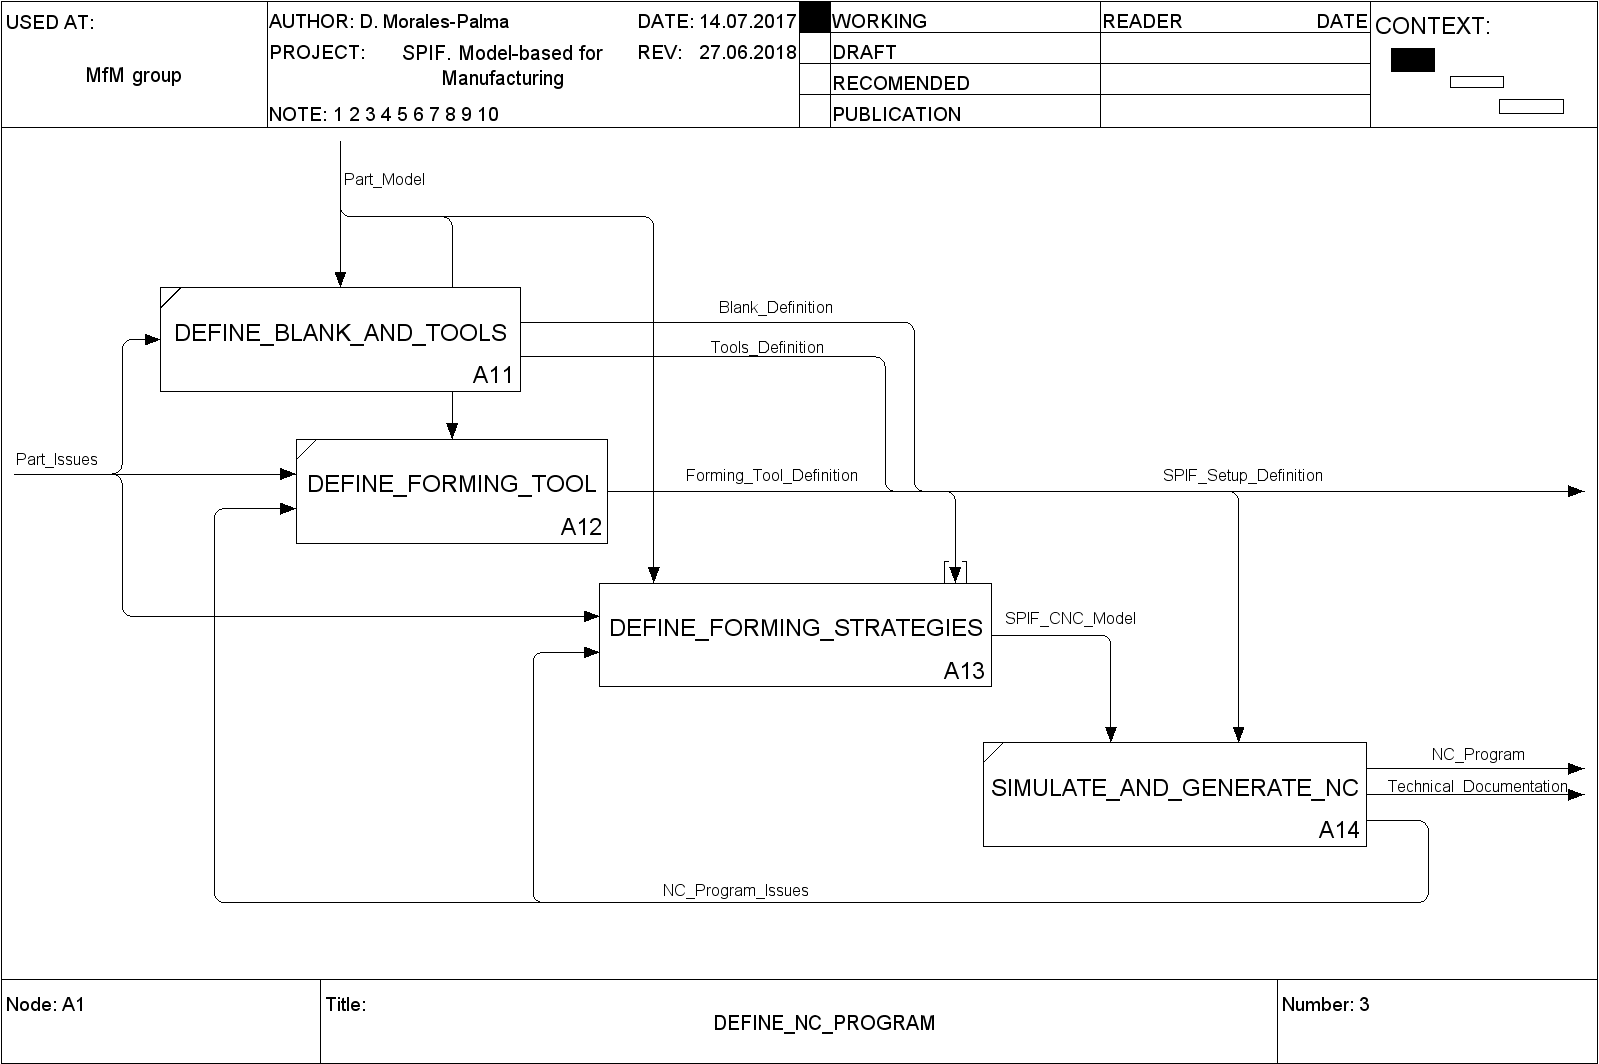 USED AT:
MfM group
AUTHOR: D. Morales-Palma
DATE: 14.07.2017
PROJECT: SPIF. Model-based for
Manufacturing
REV: 27.06.2018
NOTE: 1 2 3 4 5 6 7 8 9 10
WORKING
DRAFT
RECOMENDED
PUBLICATION
READER DATE
CONTEXT:
Part_Model
Blank_Definition
DEFINE_BLANK_AND_TOOLS
Tools_Definition
A11
Part_Issues
Forming_Tool_Definition
SPIF_Setup_Definition
DEFINE_FORMING_TOOL
A12
DEFINE_FORMING_STRATEGIES
SPIF_CNC_Model
A13
NC_Program
SIMULATE_AND_GENERATE_NC
Technical_Documentation
A14
NC_Program_Issues
Node: A1
Title:
DEFINE_NC_PROGRAM
Number: 3